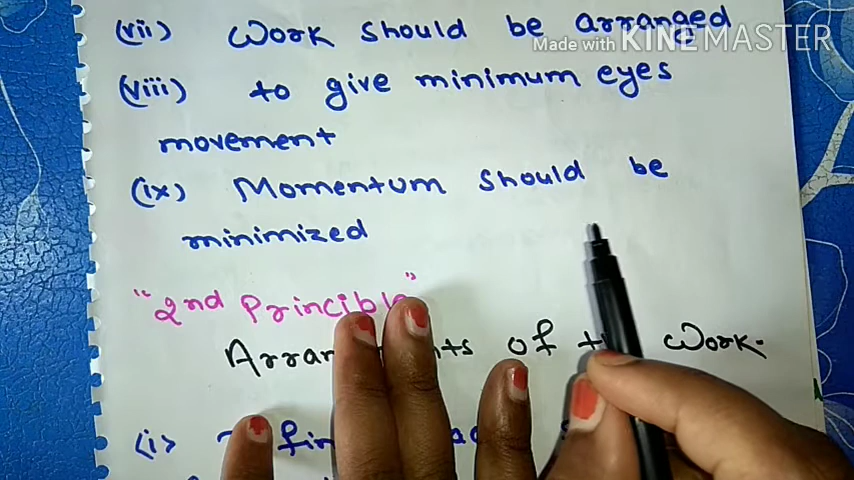 (vii) Work should be arranged
Made with KINEMASTER
(viii) to give minimum eyes
movement
(ix) Momentum should be
minimized
"2nd Principle"
of Work.
(i)